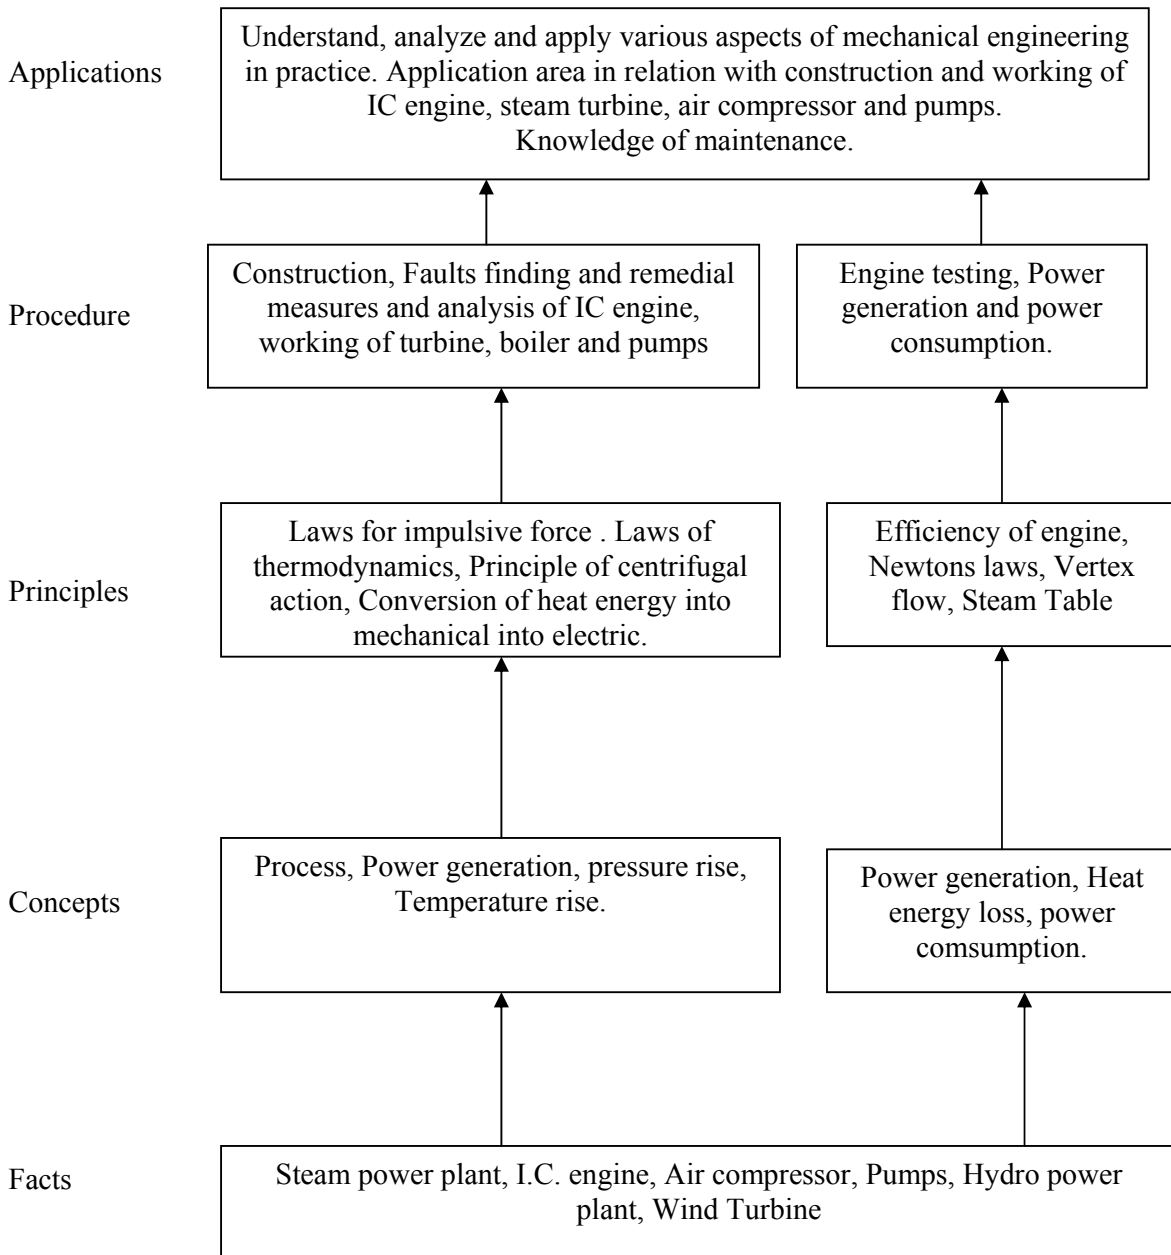 Applications
Understand, analyze and apply various aspects of mechanical engineering
in practice. Application area in relation with construction and working of
IC engine, steam turbine, air compressor and pumps.
Knowledge of maintenance.
Procedure
Construction, Faults finding and remedial
measures and analysis of IC engine,
working of turbine, boiler and pumps
Engine testing, Power
generation and power
consumption.
Principles
Laws for impulsive force . Laws of
thermodynamics, Principle of centrifugal
action, Conversion of heat energy into
mechanical into electric.
Efficiency of engine,
Newtons laws, Vertex
flow, Steam Table
Concepts
Process, Power generation, pressure rise,
Temperature rise.
Power generation, Heat
energy loss, power
comsumption.
Facts
Steam power plant, I.C. engine, Air compressor, Pumps, Hydro power
plant, Wind Turbine